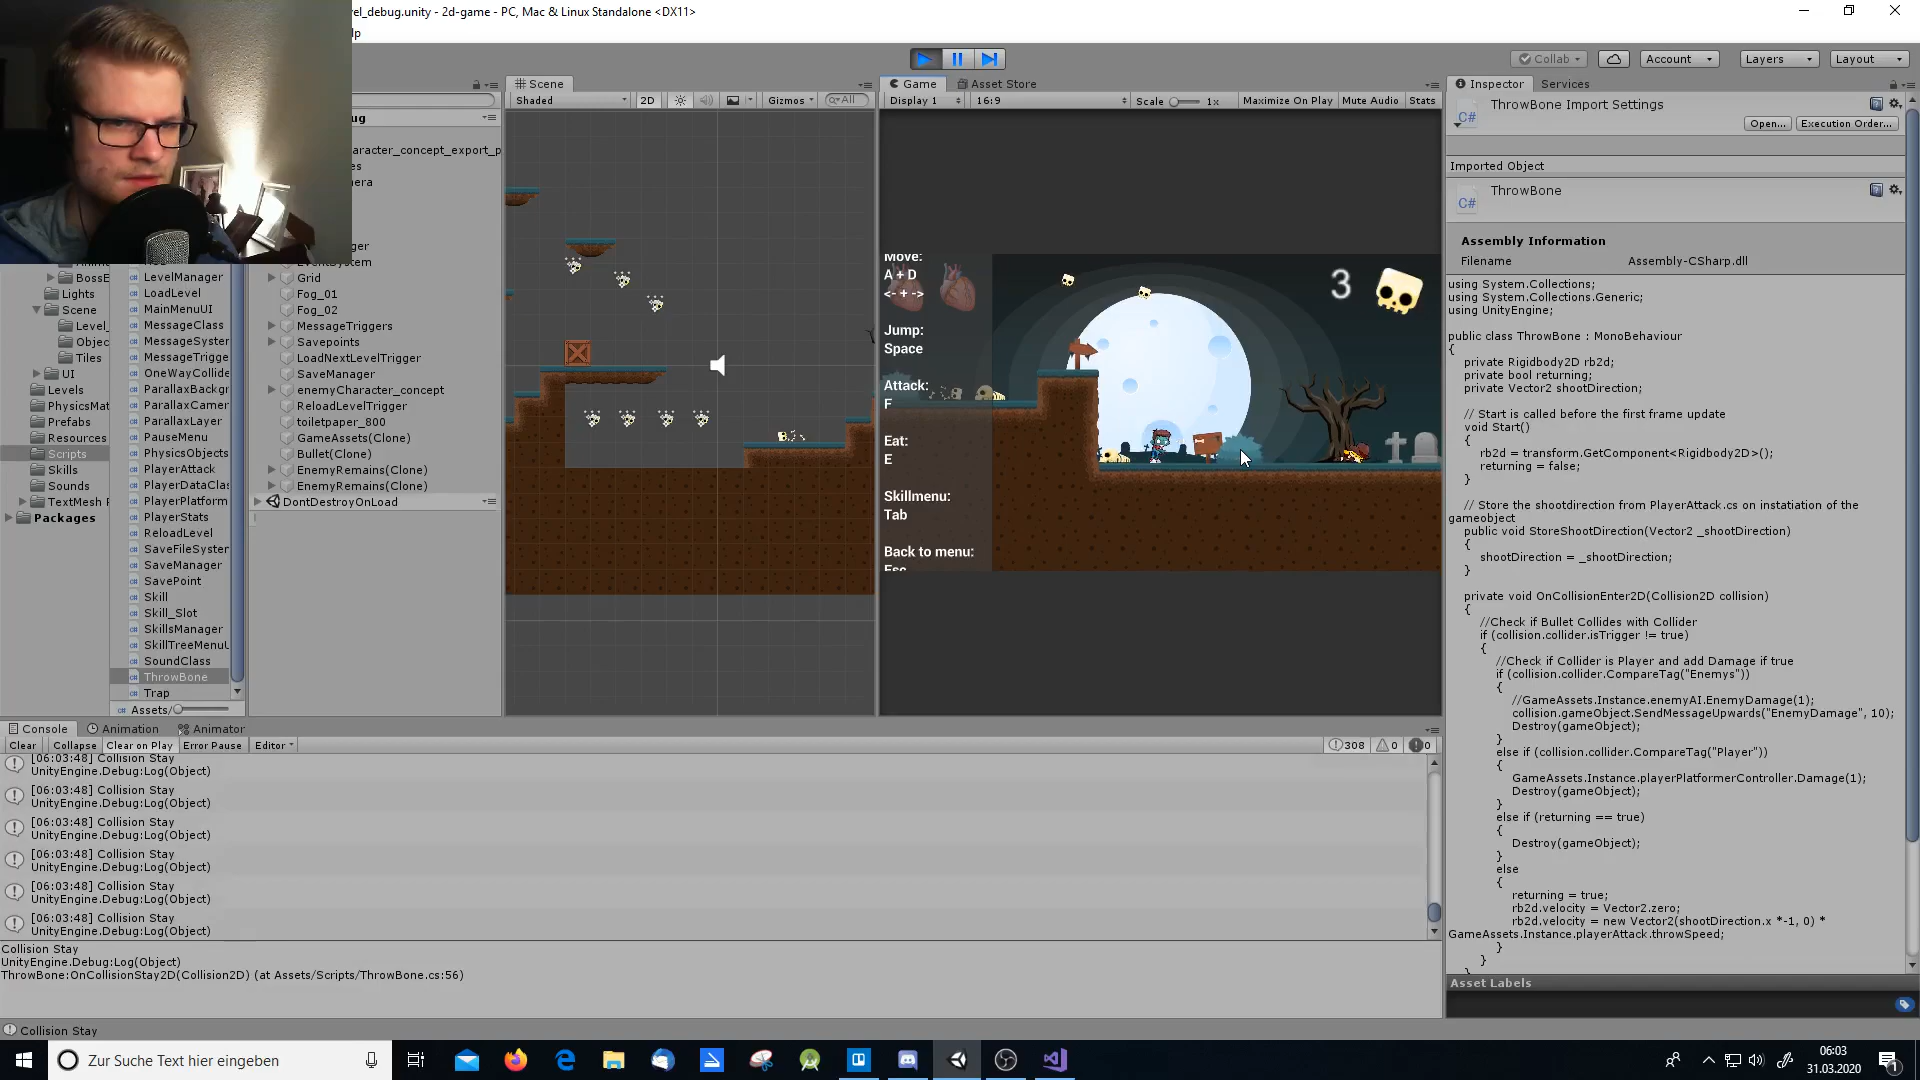 el_debug.unity - 2d-game - PC, Mac & Linux Standalone <DX11>
lp
Collab
Account
Layers
Layout
Scene
Game
Asset Store
Inspector
Services
Shaded
2D
Gizmos
All
Display 1
16:9
Scale
1x
Maximize On Play
Mute Audio
Stats
ThrowBone Import Settings
Open...
Execution Order...
Imported Object
ThrowBone
C#
Assembly Information
Filename
Assembly-CSharp.dll
using System.Collections;
using System.Collections.Generic;
using UnityEngine;
public class ThrowBone : MonoBehaviour
{
private Rigidbody2D rb2d;
private bool returning;
private Vector2 shootDirection;
// Start is called before the first frame update
void Start()
{
rb2d = transform.GetComponent<Rigidbody2D>();
returning = false;
}
// Store the shootdirection from PlayerAttack.cs on instatiation of the
gameobject
public void StoreShootDirection(Vector2 _shootDirection)
{
shootDirection = _shootDirection;
}
private void OnCollisionEnter2D(Collision2D collision)
{
//Check if Bullet Collides with Collider
if (collision.collider.isTrigger != true)
{
//Check if Collider is Player and add Damage if true
if (collision.collider.CompareTag("Enemys"))
{
//GameAssets.Instance.enemyAI.EnemyDamage(1);
collision.gameObject.SendMessageUpwards("EnemyDamage", 10);
Destroy(gameObject);
}
else if (collision.collider.CompareTag("Player"))
{
GameAssets.Instance.playerPlatformerController.Damage(1);
Destroy(gameObject);
}
else if (returning == true)
{
Destroy(gameObject);
}
else
{
returning = true;
rb2d.velocity = Vector2.zero;
rb2d.velocity = new Vector2(shootDirection.x *-1, 0) *
GameAssets.Instance.playerAttack.throwSpeed;
}
}
Asset Labels
BossE
Lights
Scene
Level_
Objec
Tiles
UI
Levels
PhysicsMat
Prefabs
Resources
Scripts
Skills
Sounds
TextMesh P
Packages
LevelManager
LoadLevel
MainMenuUI
MessageClass
MessageSyster
MessageTrigge
OneWayCollide
ParallaxBackgr
ParallaxCamer
ParallaxLayer
PauseMenu
PhysicsObjects
PlayerAttack
PlayerDataClas
PlayerPlatform
PlayerStats
ReloadLevel
SaveFileSyster
SaveManager
SavePoint
Skill
Skill_Slot
SkillsManager
SkillTreeMenuU
SoundClass
ThrowBone
Trap
Assets/
ug
aracter_concept_export_p
es
mera
ager
EventSystem
Grid
Fog_01
Fog_02
MessageTriggers
Savepoints
LoadNextLevelTrigger
SaveManager
enemyCharacter_concept
ReloadLevelTrigger
toiletpaper_800
GameAssets(Clone)
Bullet(Clone)
EnemyRemains(Clone)
EnemyRemains(Clone)
DontDestroyOnLoad
Move:
A + D
<- + ->
Jump:
Space
Attack:
F
Eat:
E
Skillmenu:
Tab
Back to menu:
Esc
3
Console
Animation
Animator
Clear
Collapse
Clear on Play
Error Pause
Editor
308
0
0
[06:03:48] Collision Stay
UnityEngine.Debug:Log(Object)
[06:03:48] Collision Stay
UnityEngine.Debug:Log(Object)
[06:03:48] Collision Stay
UnityEngine.Debug:Log(Object)
[06:03:48] Collision Stay
UnityEngine.Debug:Log(Object)
[06:03:48] Collision Stay
UnityEngine.Debug:Log(Object)
[06:03:48] Collision Stay
UnityEngine.Debug:Log(Object)
Collision Stay
UnityEngine.Debug:Log(Object)
ThrowBone:OnCollisionStay2D(Collision2D) (at Assets/Scripts/ThrowBone.cs:56)
Collision Stay
Zur Suche Text hier eingeben
06:03
31.03.2020
1